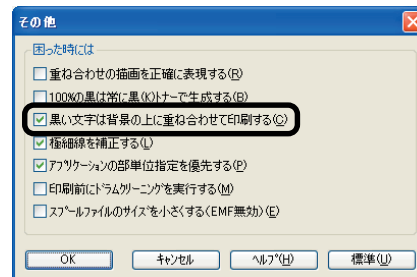 その他
困った時には
重ね合わせの描画を正確に表現する(R)
100%の黒は常に黒(K)トナーで生成する(B)
黒い文字は背景の上に重ね合わせて印刷する(C)
極細線を補正する(L)
アプリケーションの部単位指定を優先する(P)
印刷前にドラムクリーニングを実行する(M)
スプールファイルのサイズを小さくする(EMF無効)(E)
OK キャンセル ヘルプ(H) 標準(U)